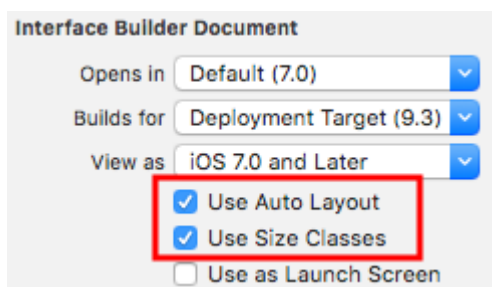 Interface Builder Document
Opens in Default (7.0)
Builds for Deployment Target (9.3)
View as iOS 7.0 and Later
Use Auto Layout
Use Size Classes
Use as Launch Screen